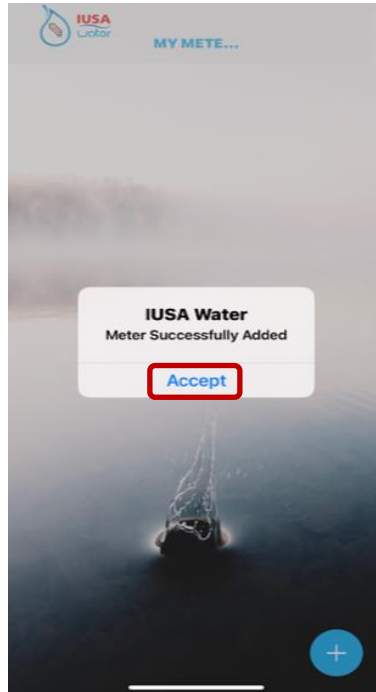 IUSA
Water
MY METE...
IUSA Water
Meter Successfully Added
Accept
+